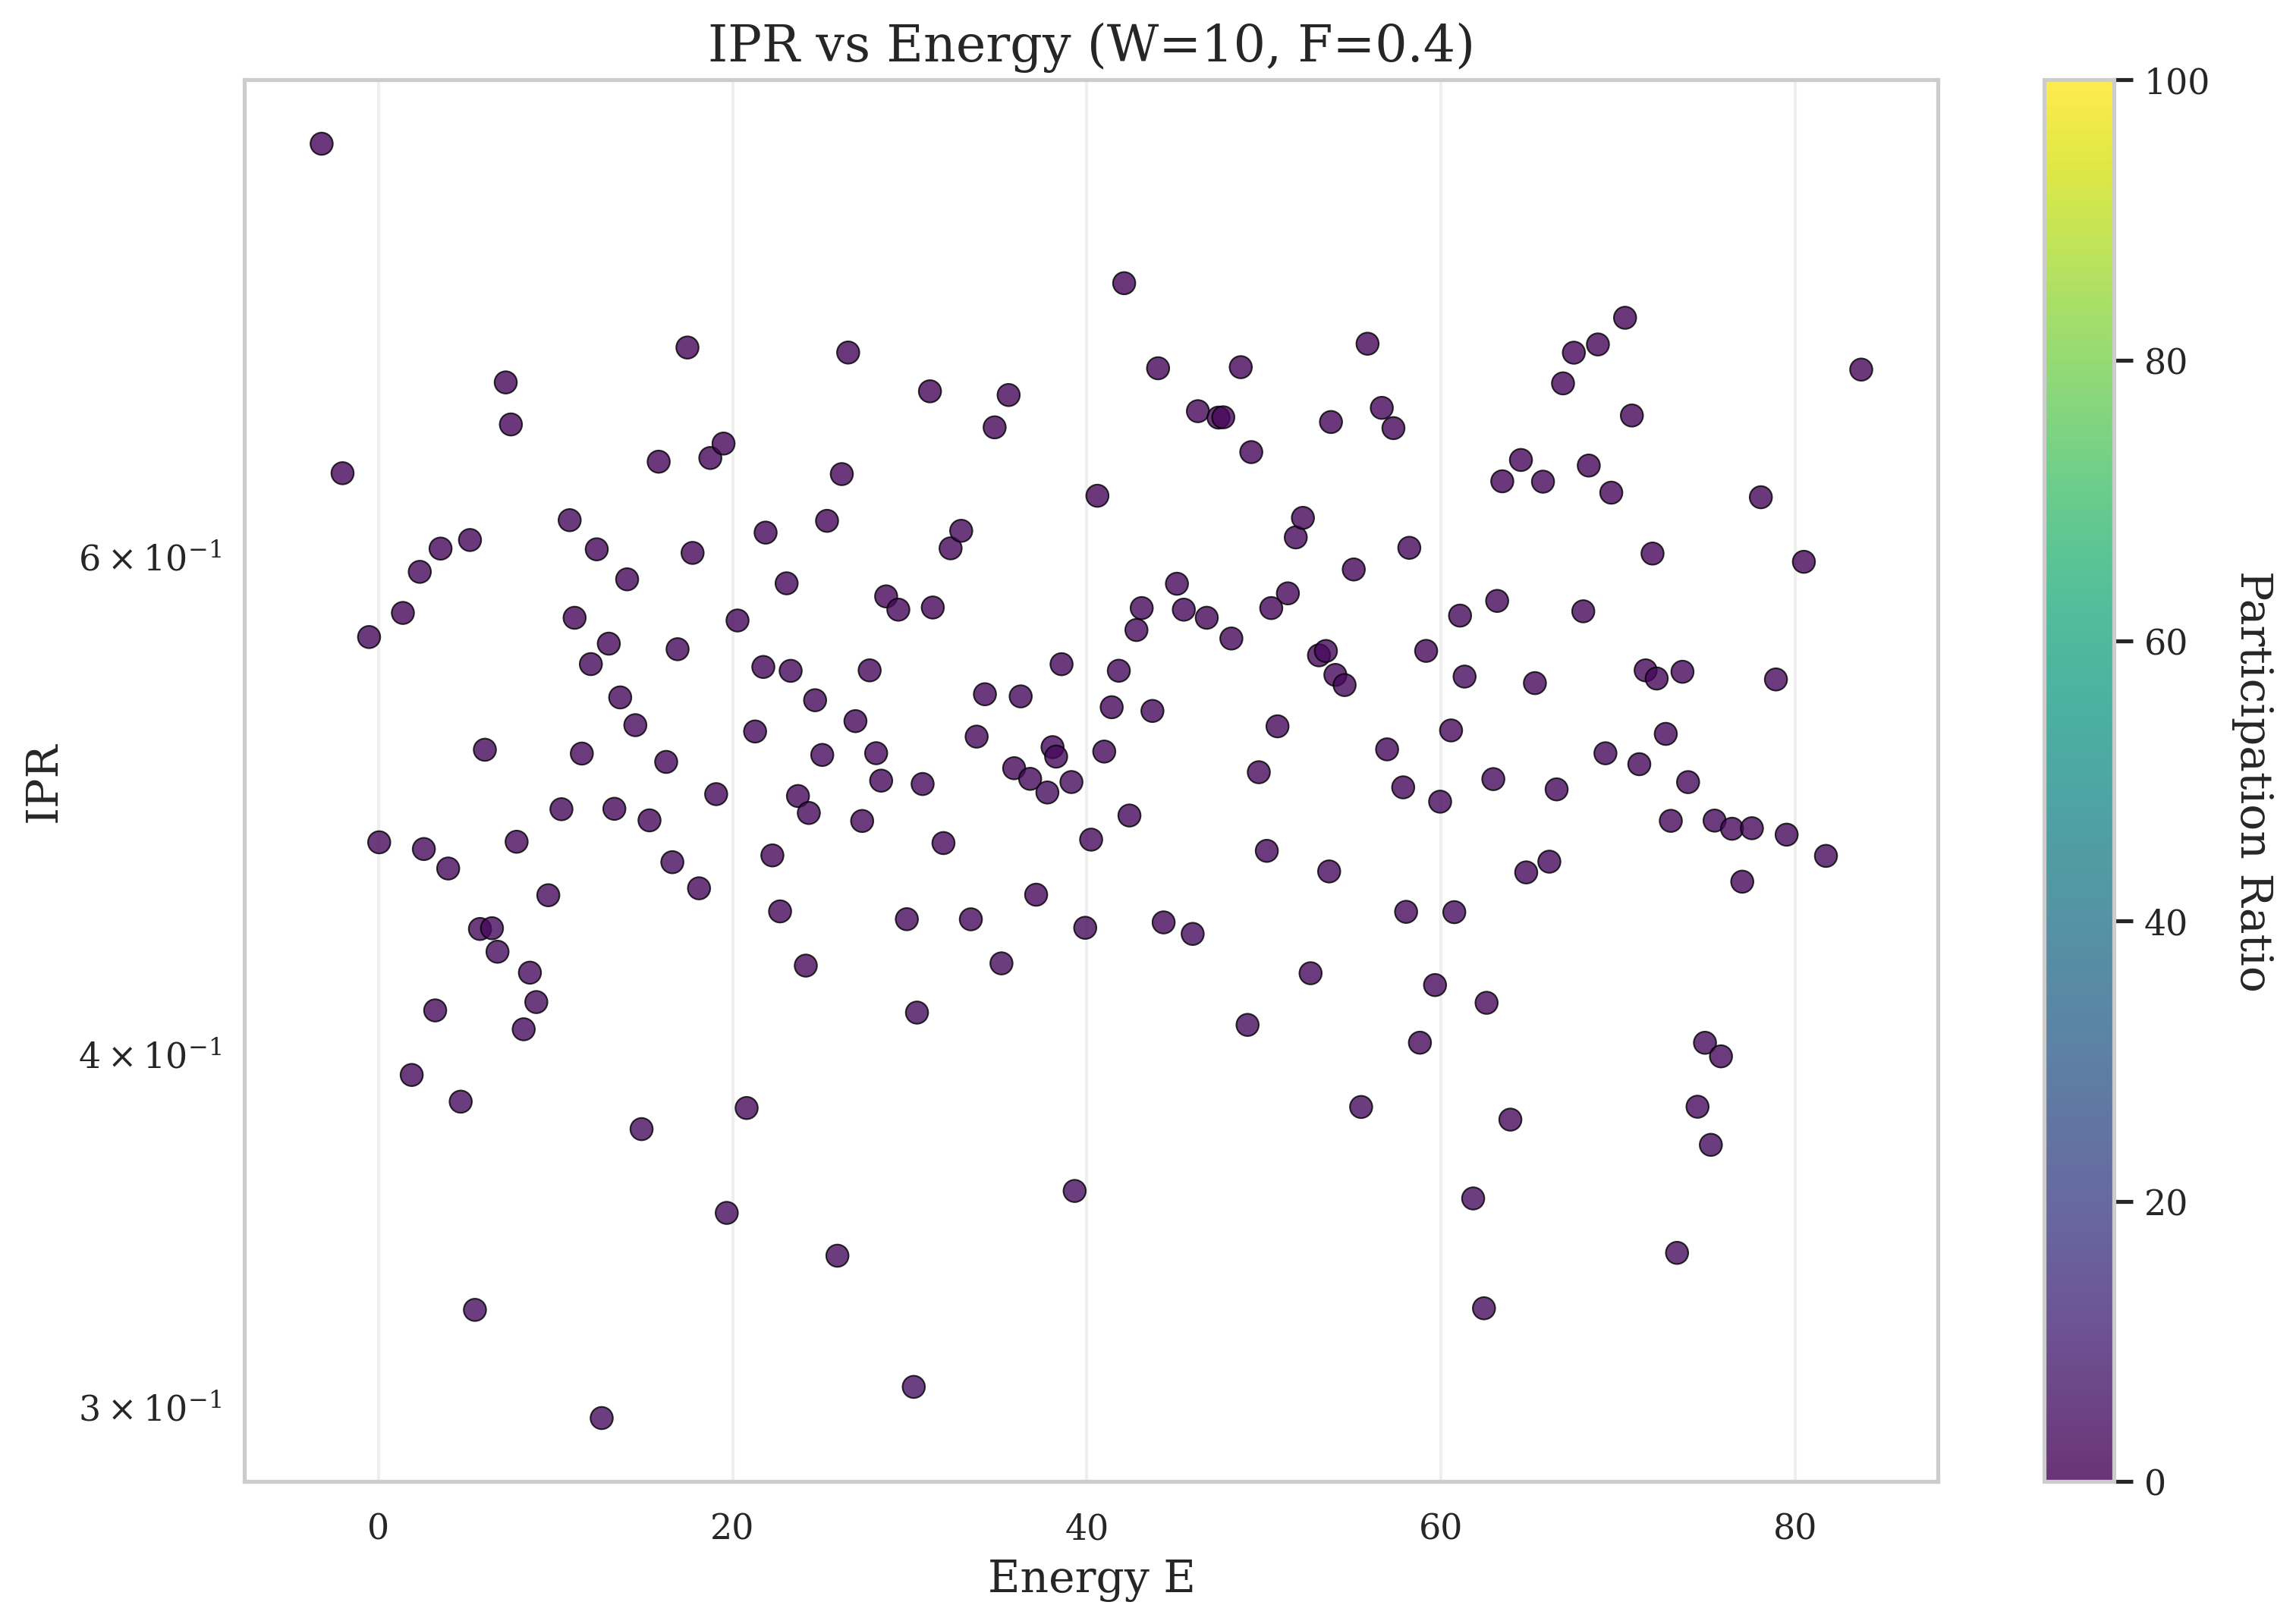 IPR vs Energy (W=10, F=0.4)
IPR
6 × 10⁻¹
4 × 10⁻¹
3 × 10⁻¹
0
20
40
60
80
Energy E
100
80
60
40
20
0
Participation Ratio